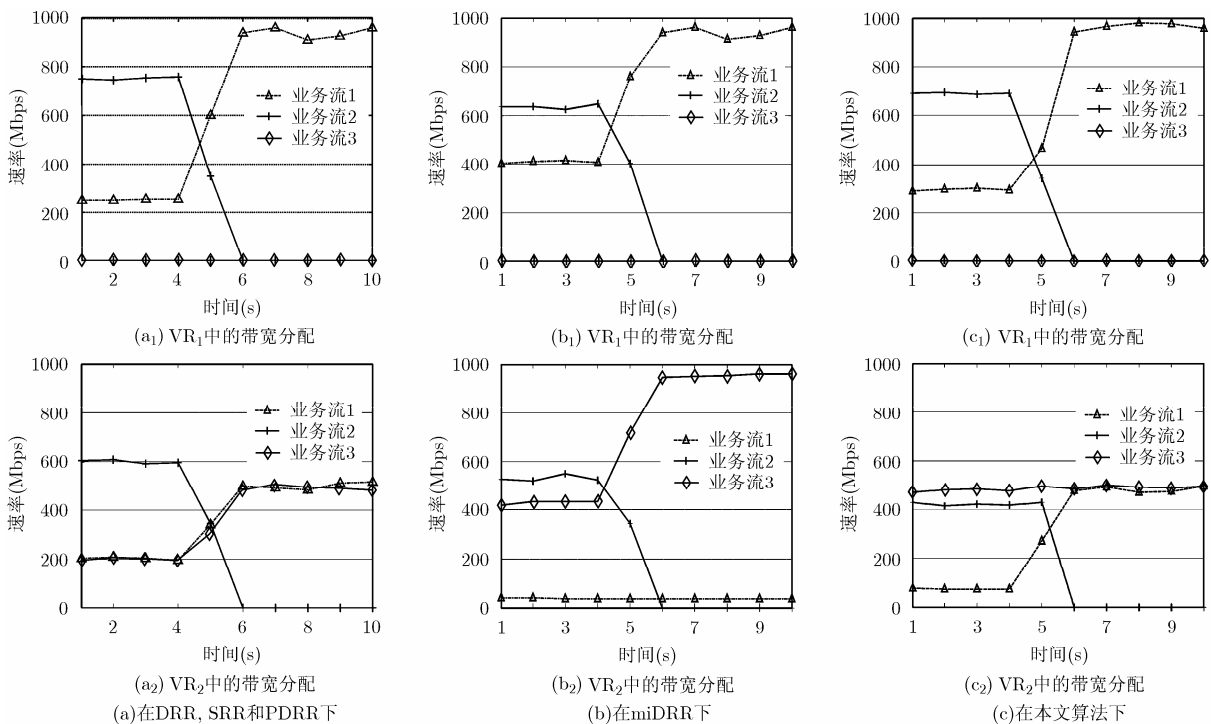 1000
800
600
400
200
0
速率(Mbps)
业务流1
业务流2
业务流3
2 4 6 8 10
时间(s)
(a₁) VR₁中的带宽分配
1000
800
600
400
200
0
速率(Mbps)
业务流1
业务流2
业务流3
1 3 5 7 9
时间(s)
(b₁) VR₁中的带宽分配
1000
800
600
400
200
0
速率(Mbps)
业务流1
业务流2
业务流3
1 3 5 7 9
时间(s)
(c₁) VR₁中的带宽分配
1000
800
600
400
200
0
速率(Mbps)
业务流1
业务流2
业务流3
2 4 6 8 10
时间(s)
(a₂) VR₂中的带宽分配
(a)在DRR, SRR和PDRR下
1000
800
600
400
200
0
速率(Mbps)
业务流1
业务流2
业务流3
1 3 5 7 9
时间(s)
(b₂) VR₂中的带宽分配
(b)在miDRR下
1000
800
600
400
200
0
速率(Mbps)
业务流1
业务流2
业务流3
1 3 5 7 9
时间(s)
(c₂) VR₂中的带宽分配
(c)在本文算法下